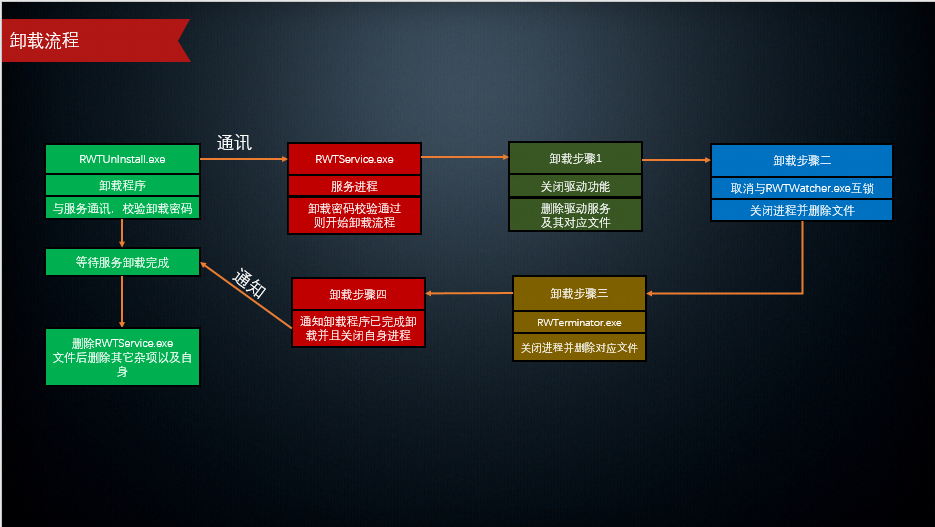 卸载流程
通讯
RWTUnInstall.exe
卸载程序
与服务通讯，校验卸载密码
等待服务卸载完成
删除RWTService.exe
文件后删除其它杂项以及自
身
RWTService.exe
服务进程
卸载密码校验通过
则开始卸载流程
卸载步骤1
关闭驱动功能
删除驱动服务
及其对应文件
卸载步骤二
取消与RWTWatcher.exe互锁
关闭进程并删除文件
卸载步骤三
RWTerminator.exe
关闭进程并删除对应文件
卸载步骤四
通知卸载程序已完成卸
载并且关闭自身进程
通知